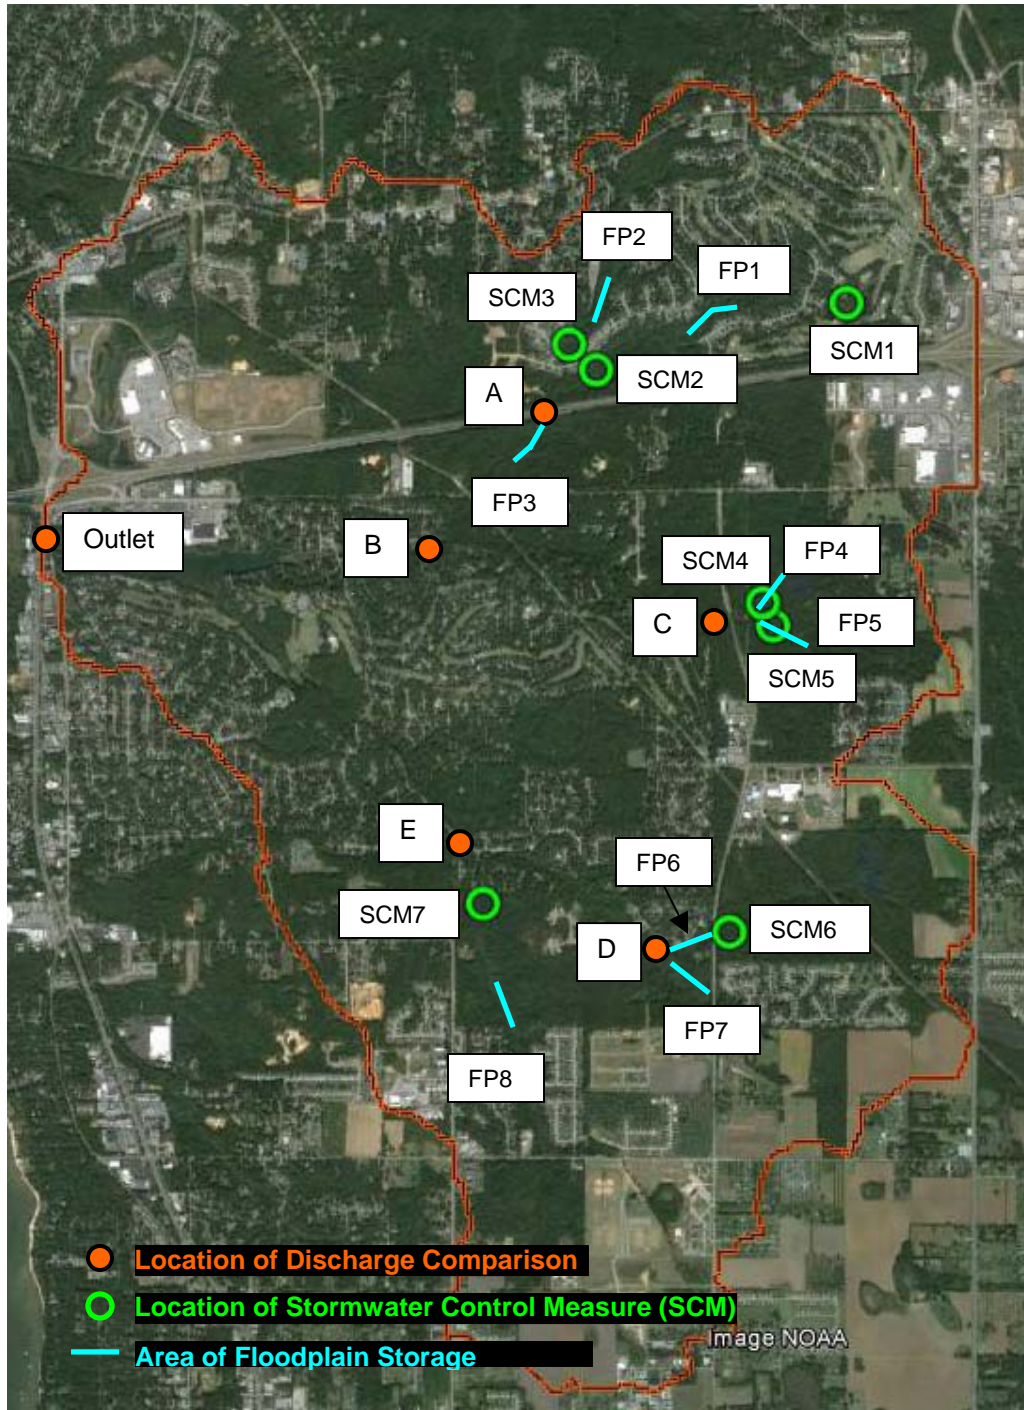 FP2
FP1
SCM3
SCM1
SCM2
A
FP3
Outlet
B
SCM4
FP4
C
FP5
SCM5
E
FP6
SCM7
SCM6
D
FP7
FP8
Location of Discharge Comparison
Location of Stormwater Control Measure (SCM)
Image NOAA
Area of Floodplain Storage